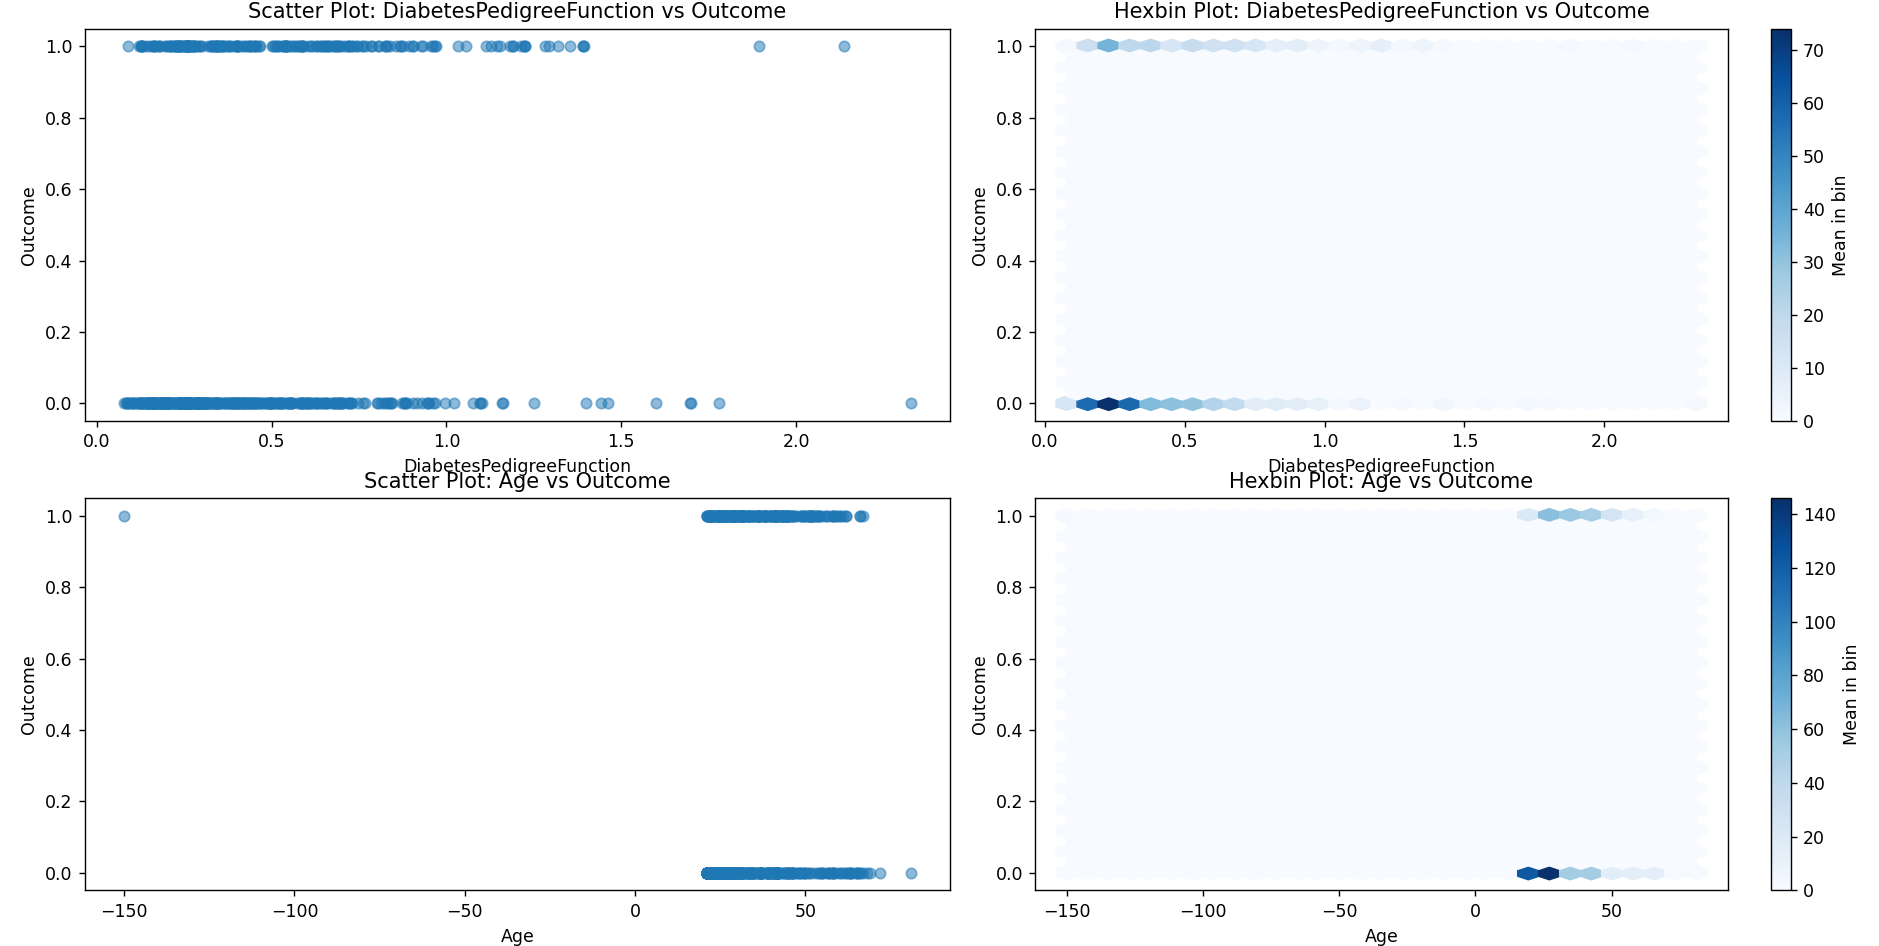 Scatter Plot: DiabetesPedigreeFunction vs Outcome
1.0
0.8
0.6
0.4
0.2
0.0
Outcome
0.0 0.5 1.0 1.5 2.0
DiabetesPedigreeFunction
Hexbin Plot: DiabetesPedigreeFunction vs Outcome
1.0
0.8
0.6
0.4
0.2
0.0
Outcome
0.0 0.5 1.0 1.5 2.0
DiabetesPedigreeFunction
70
60
50
40
30
20
10
0
Mean in bin
Scatter Plot: Age vs Outcome
1.0
0.8
0.6
0.4
0.2
0.0
Outcome
−150 −100 −50 0 50
Age
Hexbin Plot: Age vs Outcome
1.0
0.8
0.6
0.4
0.2
0.0
Outcome
−150 −100 −50 0 50
Age
140
120
100
80
60
40
20
0
Mean in bin